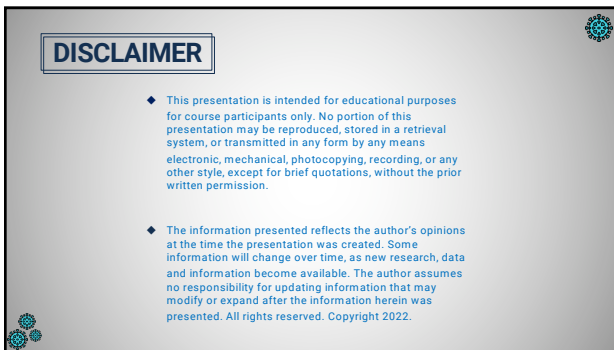 DISCLAIMER
This presentation is intended for educational purposes
for course participants only. No portion of this
presentation may be reproduced, stored in a retrieval
system, or transmitted in any form by any means
electronic, mechanical, photocopying, recording, or any
other style, except for brief quotations, without the prior
written permission.
The information presented reflects the author's opinions
at the time the presentation was created. Some
information will change over time, as new research, data
and information become available. The author assumes
no responsibility for updating information that may
modify or expand after the information herein was
presented. All rights reserved. Copyright 2022.